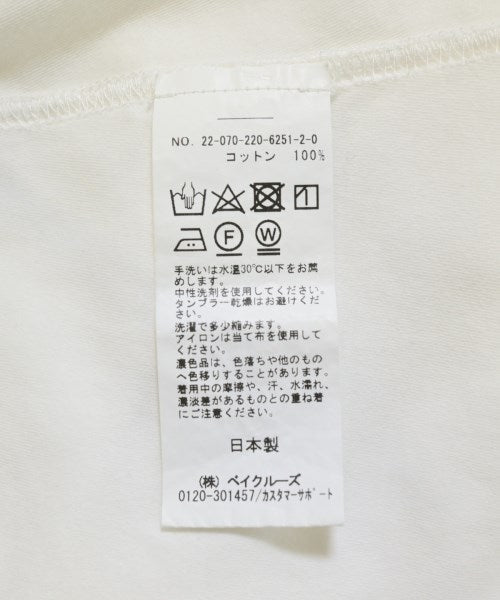 NO. 22-070-220-6251-2-0
コットン 100%
F W
手洗いは水温30℃以下をお薦
めします。
中性洗剤を使用してください。
タンブラー乾燥はお避けくださ
い。
洗濯で多少縮みます。
アイロンは当て布を使用して
ください。
濃色品は、色落ちや他のもの
へ色移りすることがあります。
着用中の摩擦や、汗、水濡れ、
濃淡差があるものとの重ね着
にご注意ください。
日本製
(株) ベイクルーズ
0120-301457/カスタマーサポート